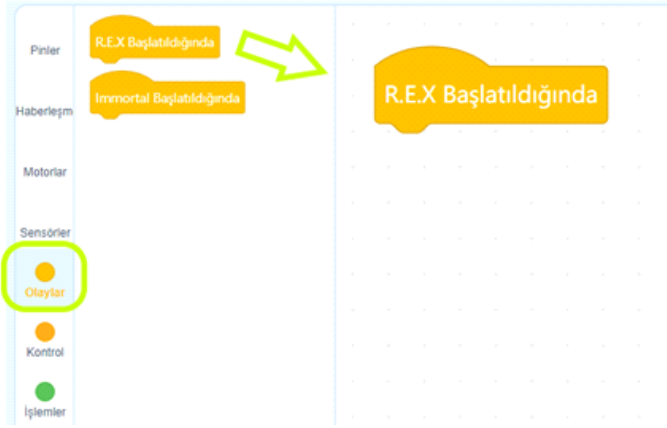 Pinler
Haberleşm
Motorlar
Sensörler
Olaylar
Kontrol
İşlemler
R.E.X Başlatıldığında
Immortal Başlatıldığında
R.E.X Başlatıldığında